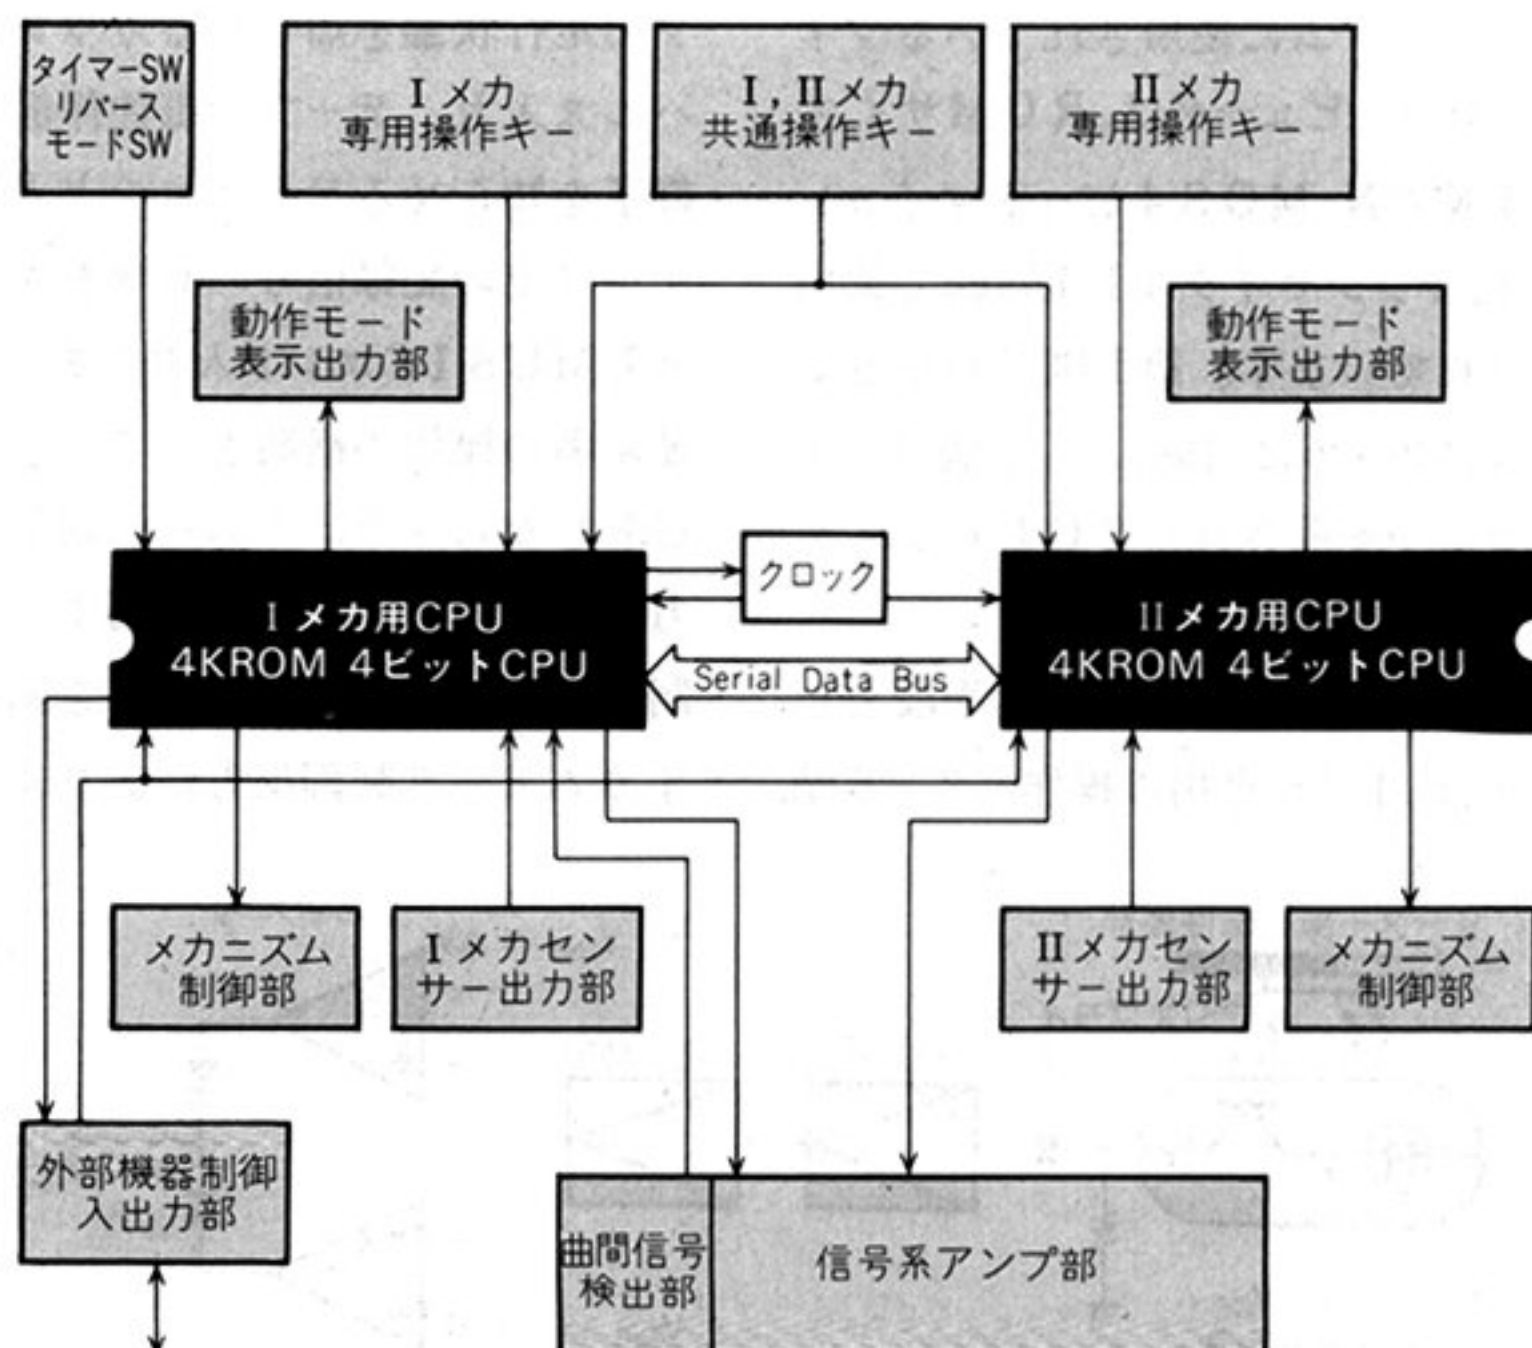 タイマーSW
リバース
モードSW
I メカ
専用操作キー
I, II メカ
共通操作キー
II メカ
専用操作キー
動作モード
表示出力部
動作モード
表示出力部
I メカ用CPU
4KROM 4ビットCPU
クロック
Serial Data Bus
II メカ用CPU
4KROM 4ビットCPU
メカニズム
制御部
I メカセン
サー出力部
II メカセン
サー出力部
メカニズム
制御部
外部機器制御
入出力部
曲間信号
検出部
信号系アンプ部